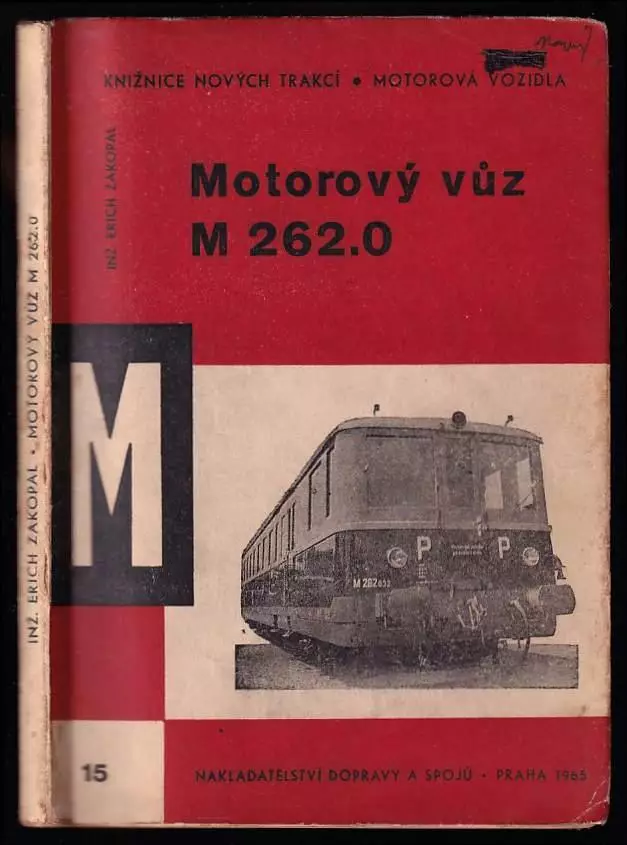 KNIŽNICE NOVÝCH TRAKCÍ • MOTOROVÁ VOZIDLA
INŽ. ERICH ZAKOPAL
Motorový vůz
M 262.0
M
P
P
M 262
15
NAKLADATELSTVÍ DOPRAVY A SPOJŮ • PRAHA 1965
INŽ. ERICH ZAKOPAL • MOTOROVÝ VŮZ M 262.0